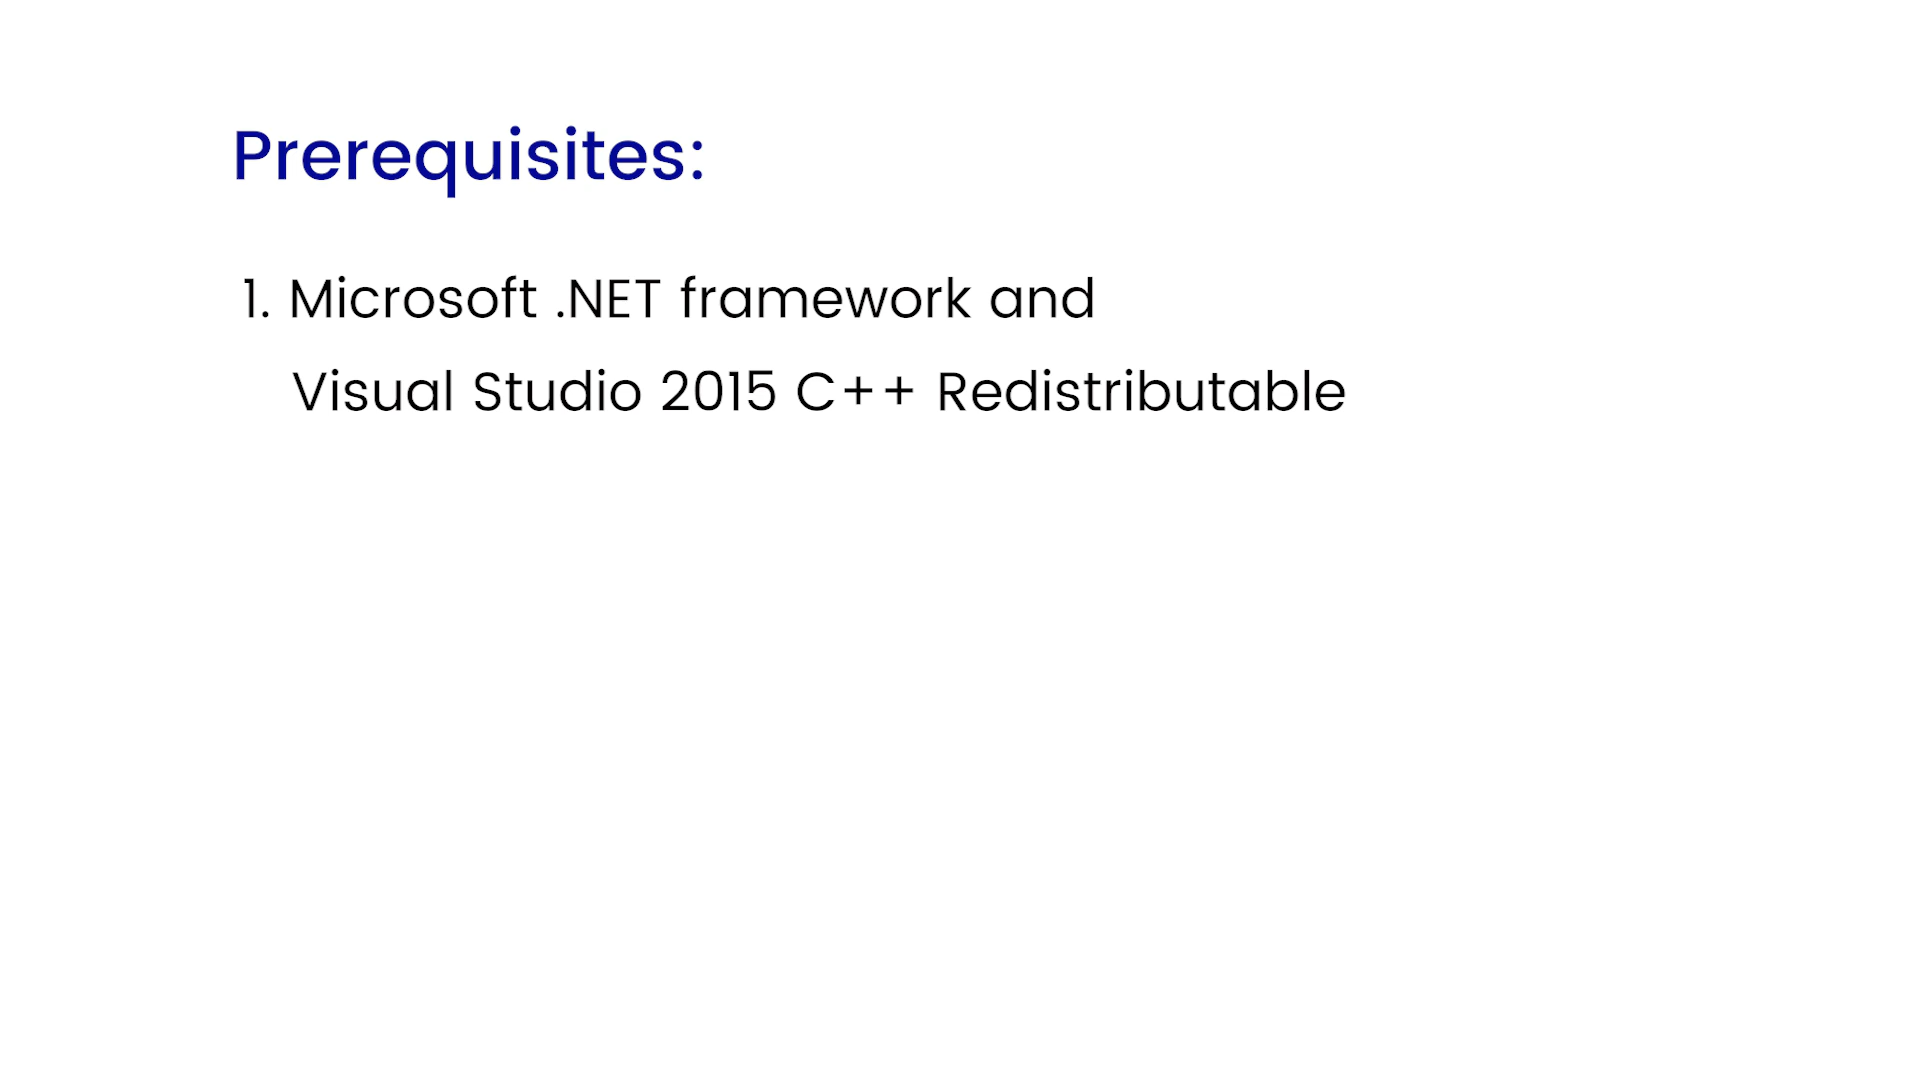 Prerequisites:
1. Microsoft .NET framework and
Visual Studio 2015 C++ Redistributable